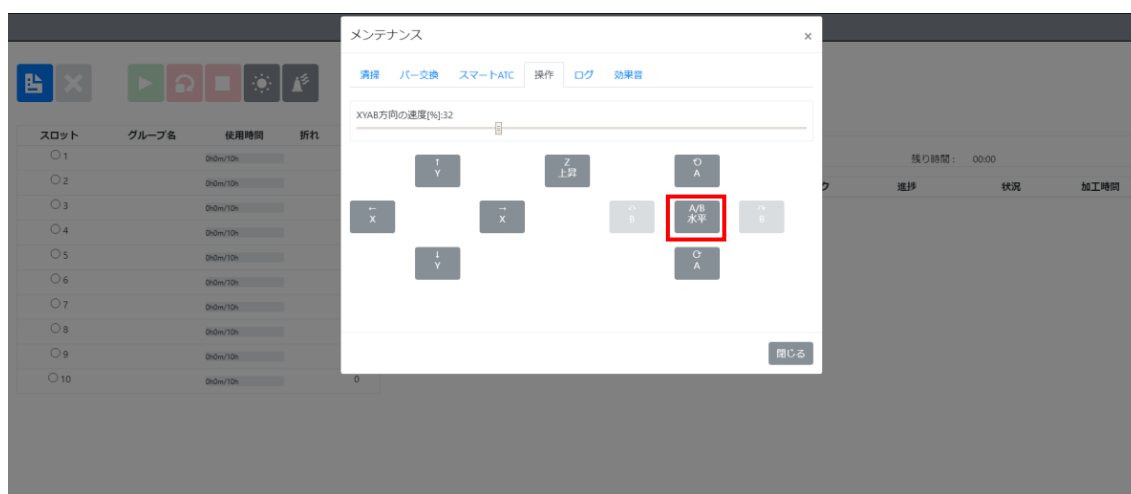 メンテナンス
×
清掃 バー交換 スマートATC 操作 ログ 効果音
XYAB方向の速度[%]:32
↑
Y
Z
上昇
A
←
X
→
X
B
A/B
水平
B
↓
Y
A
閉じる
スロット グループ名 使用時間 折れ
1 0h0m/10h
2 0h0m/10h
3 0h0m/10h
4 0h0m/10h
5 0h0m/10h
6 0h0m/10h
7 0h0m/10h
8 0h0m/10h
9 0h0m/10h
10 0h0m/10h 0
残り時間: 00:00
ク 進捗 状況 加工時間